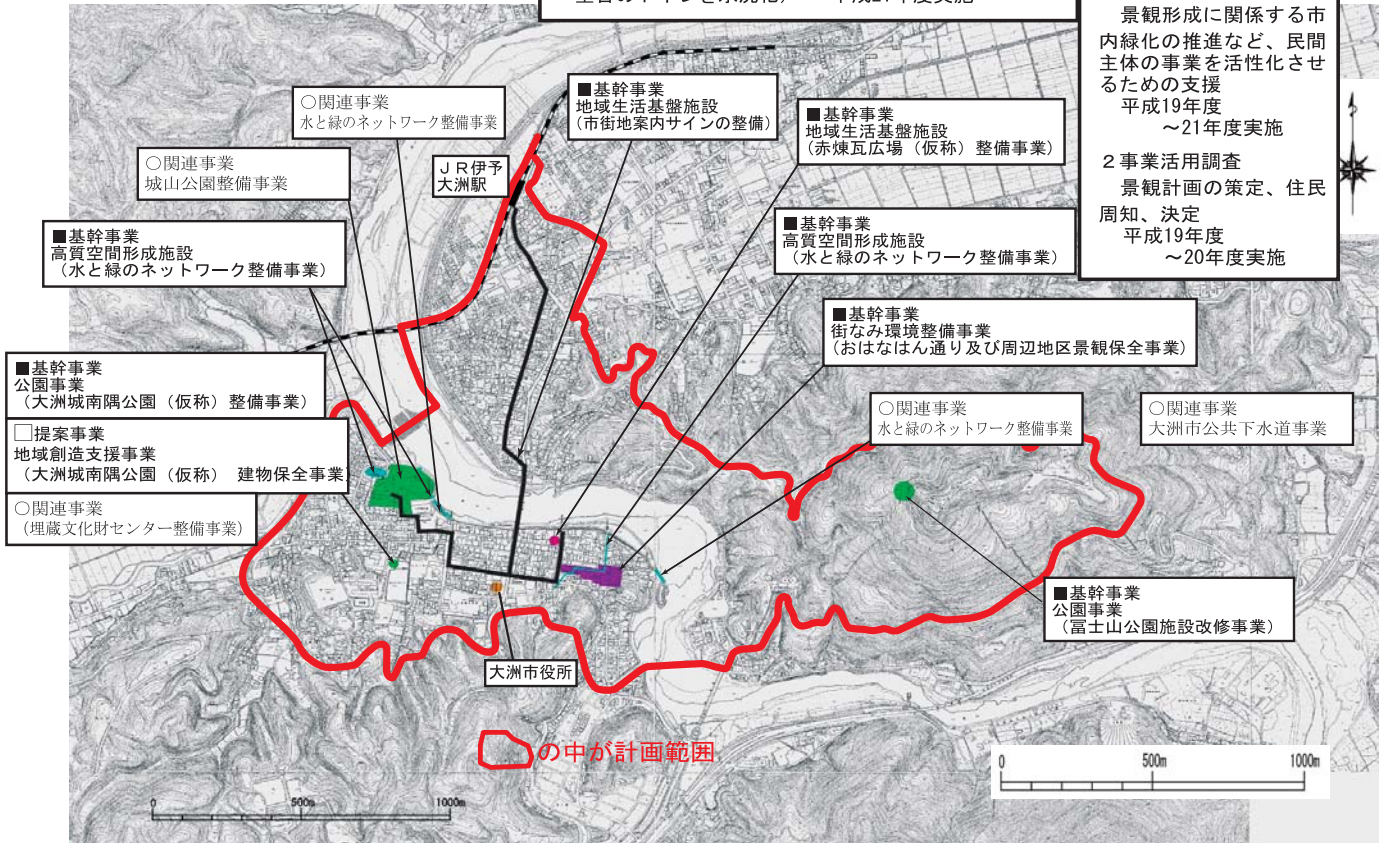 平成21年度実施
景観形成に関係する市
内緑化の推進など、民間
主体の事業を活性化させ
るための支援
平成19年度
～21年度実施
2事業活用調査
景観計画の策定、住民
周知、決定
平成19年度
～20年度実施
○関連事業
水と緑のネットワーク整備事業
■基幹事業
地域生活基盤施設
(市街地案内サインの整備)
■基幹事業
地域生活基盤施設
(赤煉瓦広場（仮称）整備事業)
○関連事業
城山公園整備事業
JR伊予
大洲駅
■基幹事業
高質空間形成施設
(水と緑のネットワーク整備事業)
■基幹事業
高質空間形成施設
(水と緑のネットワーク整備事業)
■基幹事業
街なみ環境整備事業
(おはなはん通り及び周辺地区景観保全事業)
■基幹事業
公園事業
(大洲城南隅公園（仮称）整備事業)
□提案事業
地域創造支援事業
(大洲城南隅公園（仮称） 建物保全事業)
○関連事業
(埋蔵文化財センター整備事業)
○関連事業
水と緑のネットワーク整備事業
○関連事業
大洲市公共下水道事業
■基幹事業
公園事業
(冨士山公園施設改修事業)
大洲市役所
の中が計画範囲
0 500m 1000m
0 500m 1000m